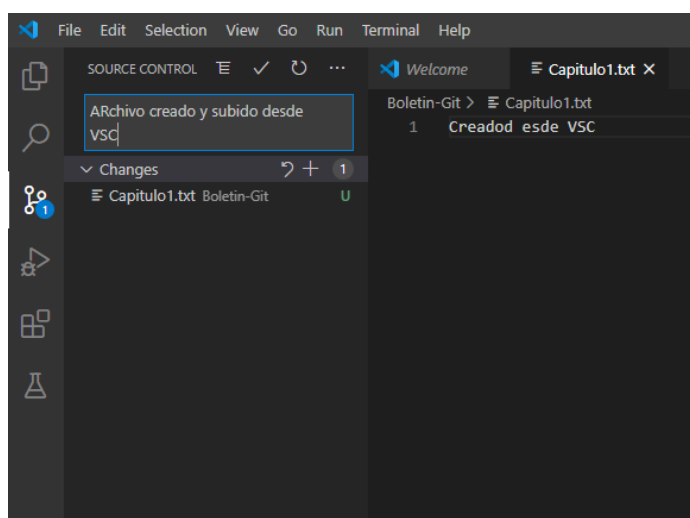 File Edit Selection View Go Run Terminal Help
SOURCE CONTROL
Welcome
Capitulo1.txt
ARchivo creado y subido desde
VSC
Boletin-Git > Capitulo1.txt
1 Creadod esde VSC
Changes 1
Capitulo1.txt Boletin-Git U
1